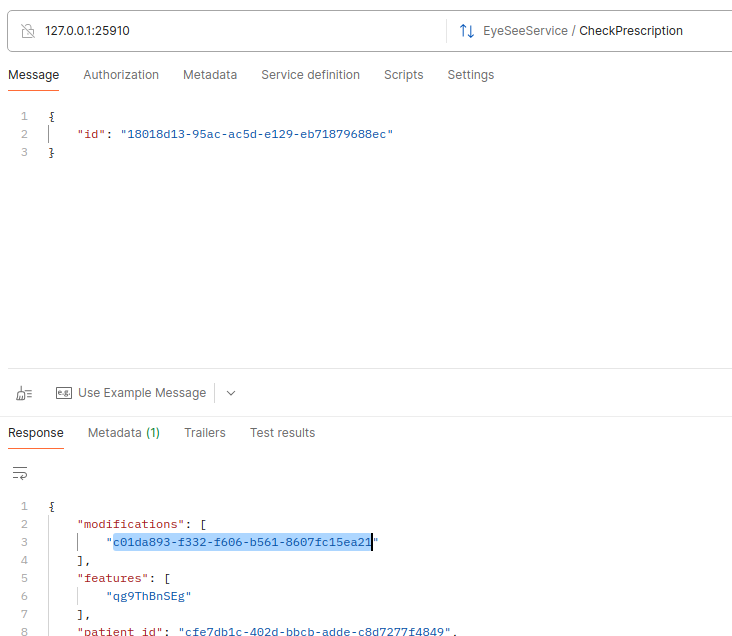 127.0.0.1:25910 EyeSeeService / CheckPrescription
Message Authorization Metadata Service definition Scripts Settings
1 {
2 "id": "18018d13-95ac-ac5d-e129-eb71879688ec"
3 }
e.g. Use Example Message
Response Metadata (1) Trailers Test results
1 {
2 "modifications": [
3 "c01da893-f332-f606-b561-8607fc15ea21"
4 ],
5 "features": [
6 "qg9ThBnSEg"
7 ],
8 "patient_id": "cfe7db1c-402d-bbcb-adde-c8d7277f4849",